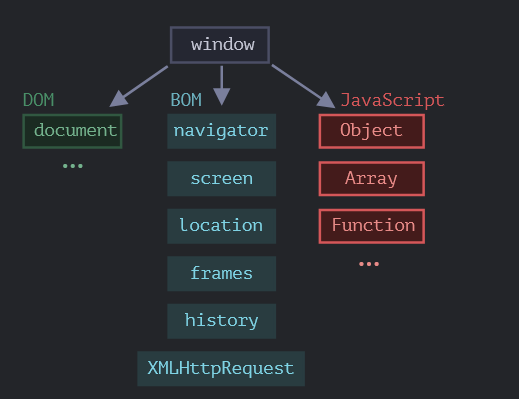 window
DOM
document
...
BOM
navigator
screen
location
frames
history
XMLHttpRequest
JavaScript
Object
Array
Function
...